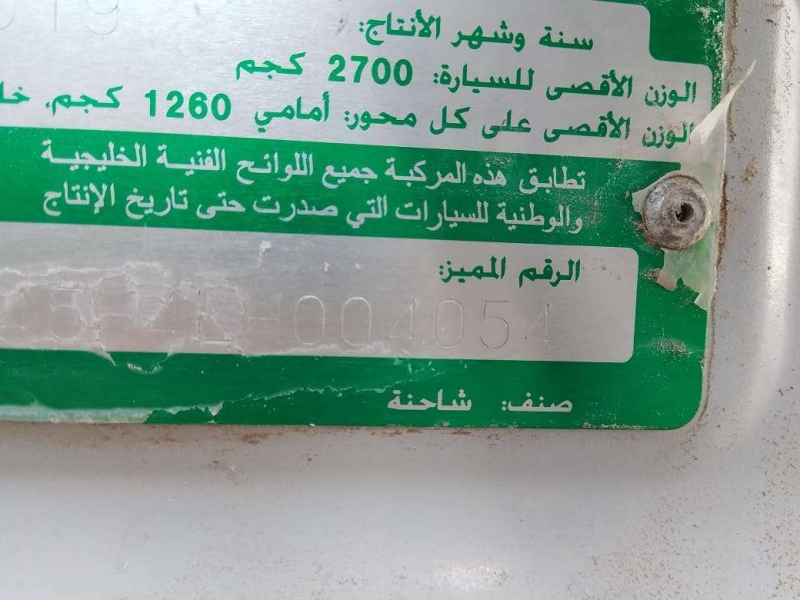 019
سنة وشهر الأنتاج:
الوزن الأقصى للسيارة: 2700 كجم
الوزن الأقصى على كل محور: أمامي 1260 كجم,
تطابق هذه المركبة جميع اللوائح الفنية الخليجية
والوطنية للسيارات التي صدرت حتى تاريخ الإنتاج
الرقم المميز:
004054
صنف: شاحنة